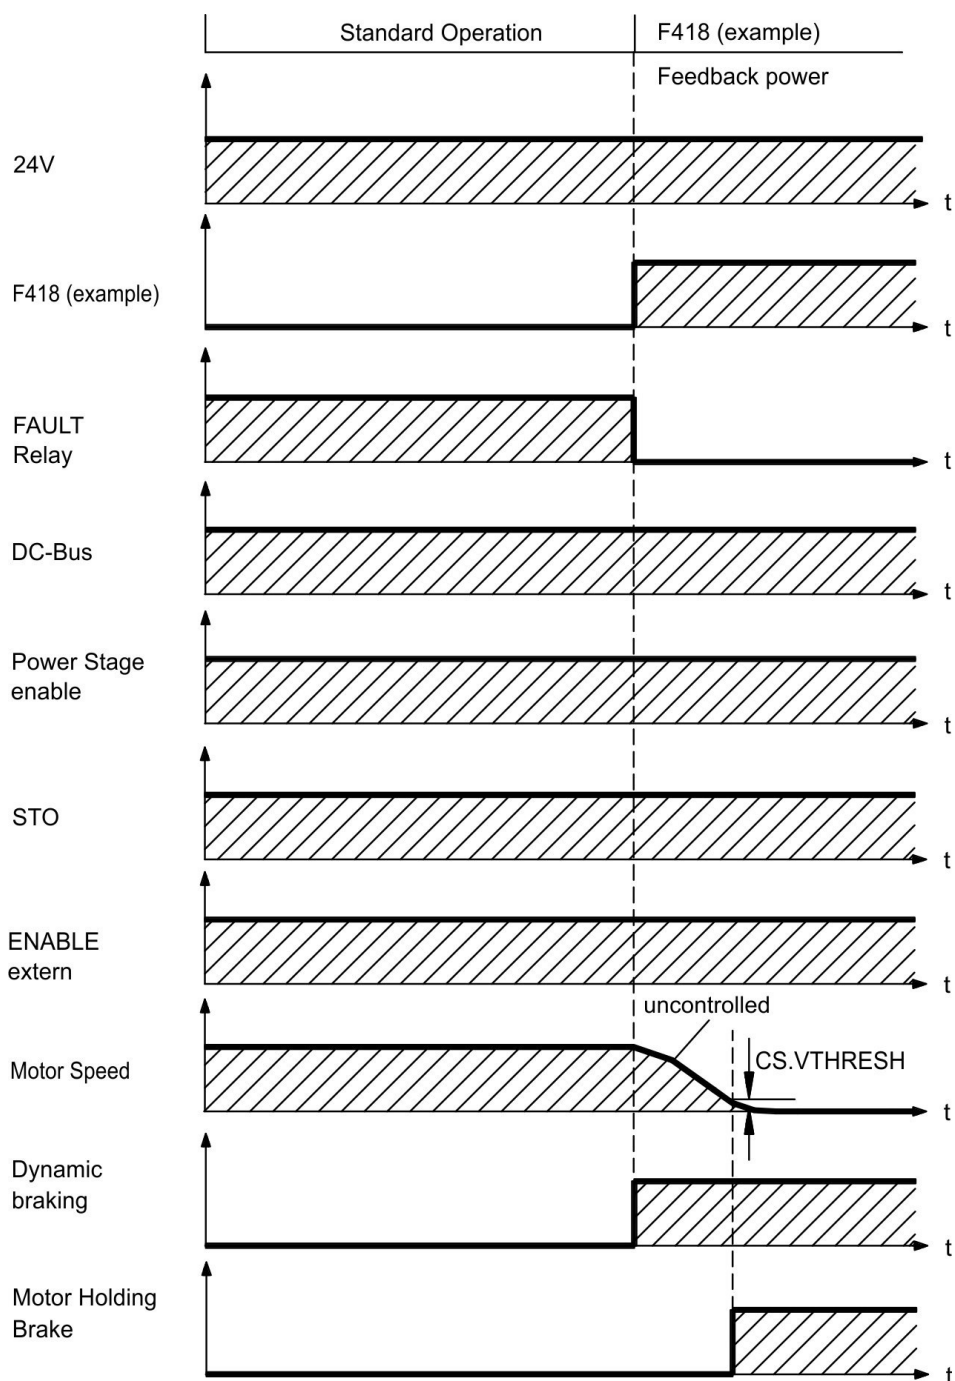 Standard Operation
F418 (example)
Feedback power
24V
t
F418 (example)
t
FAULT
Relay
t
DC-Bus
t
Power Stage
enable
t
STO
t
ENABLE
extern
t
uncontrolled
CS.VTHRESH
Motor Speed
t
Dynamic
braking
t
Motor Holding
Brake
t